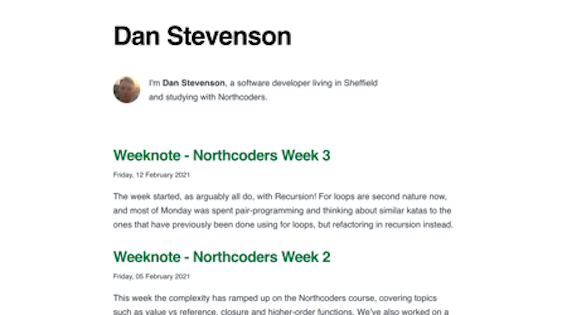 Dan Stevenson
I'm Dan Stevenson, a software developer living in Sheffield
and studying with Northcoders.
Weeknote - Northcoders Week 3
Friday, 12 February 2021
The week started, as arguably all do, with Recursion! For loops are second nature now,
and most of Monday was spent pair-programming and thinking about similar katas to the
ones that have previously been done using for loops, but refactoring in recursion instead.
Weeknote - Northcoders Week 2
Friday, 05 February 2021
This week the complexity has ramped up on the Northcoders course, covering topics
such as value vs reference, closure and higher-order functions. We've also worked on a